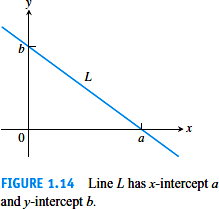 y
b
L
0
a
x
FIGURE 1.14 Line L has x-intercept a
and y-intercept b.